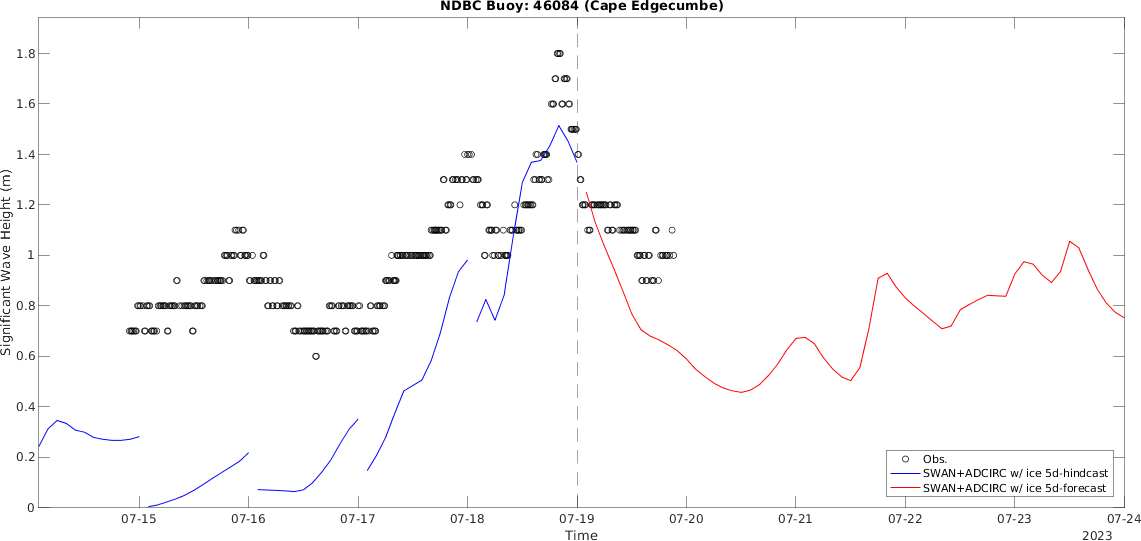 NDBC Buoy: 46084 (Cape Edgecumbe)
Significant Wave Height (m)
1.8
1.6
1.4
1.2
1
0.8
0.6
0.4
0.2
0
Obs.
SWAN+ADCIRC w/ ice 5d-hindcast
SWAN+ADCIRC w/ ice 5d-forecast
07-15 07-16 07-17 07-18 07-19 07-20 07-21 07-22 07-23 07-24
Time
2023